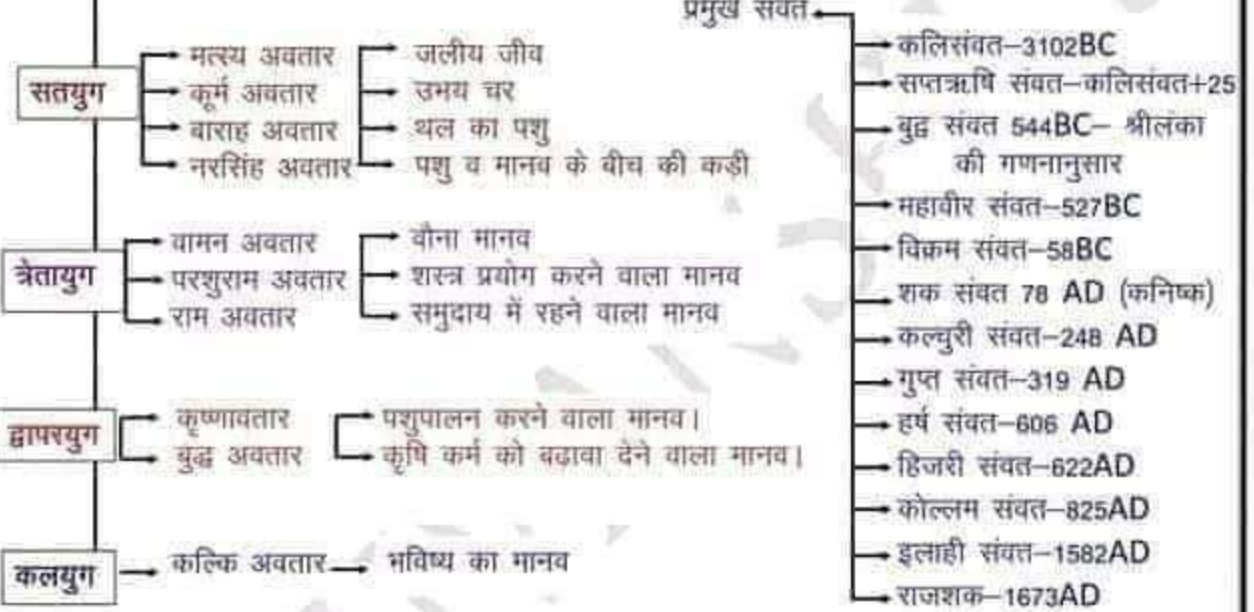 सतयुग
मत्स्य अवतार
कूर्म अवतार
बाराह अवतार
नरसिंह अवतार
जलीय जीव
उभय चर
थल का पशु
पशु व मानव के बीच की कडी
त्रेतायुग
वामन अवतार
परशुराम अवतार
राम अवतार
वौना मानव
शस्त्र प्रयोग करने वाला मानव
समुदाय में रहने वाला मानव
द्वापरयुग
कृष्णावतार
बुद्ध अवतार
पशुपालन करने वाला मानव।
कृषि कर्म को बढावा देने वाला मानव।
कलयुग
कल्कि अवतार
भविष्य का मानव
प्रमुख संवत
कलिसंवत–3102BC
सप्तऋषि संवत–कलिसंवत+25
बुद्व संवत 544BC– श्रीलंका
की गणनानुसार
महावीर संवत–527BC
विक्रम संवत–58BC
शक संवत 78 AD (कनिष्क)
कल्चुरी संवत–248 AD
गुप्त संवत–319 AD
हर्ष संवत–606 AD
हिजरी संवत–622AD
कोल्लम संवत–825AD
इलाही संवत–1582AD
राजशक–1673AD